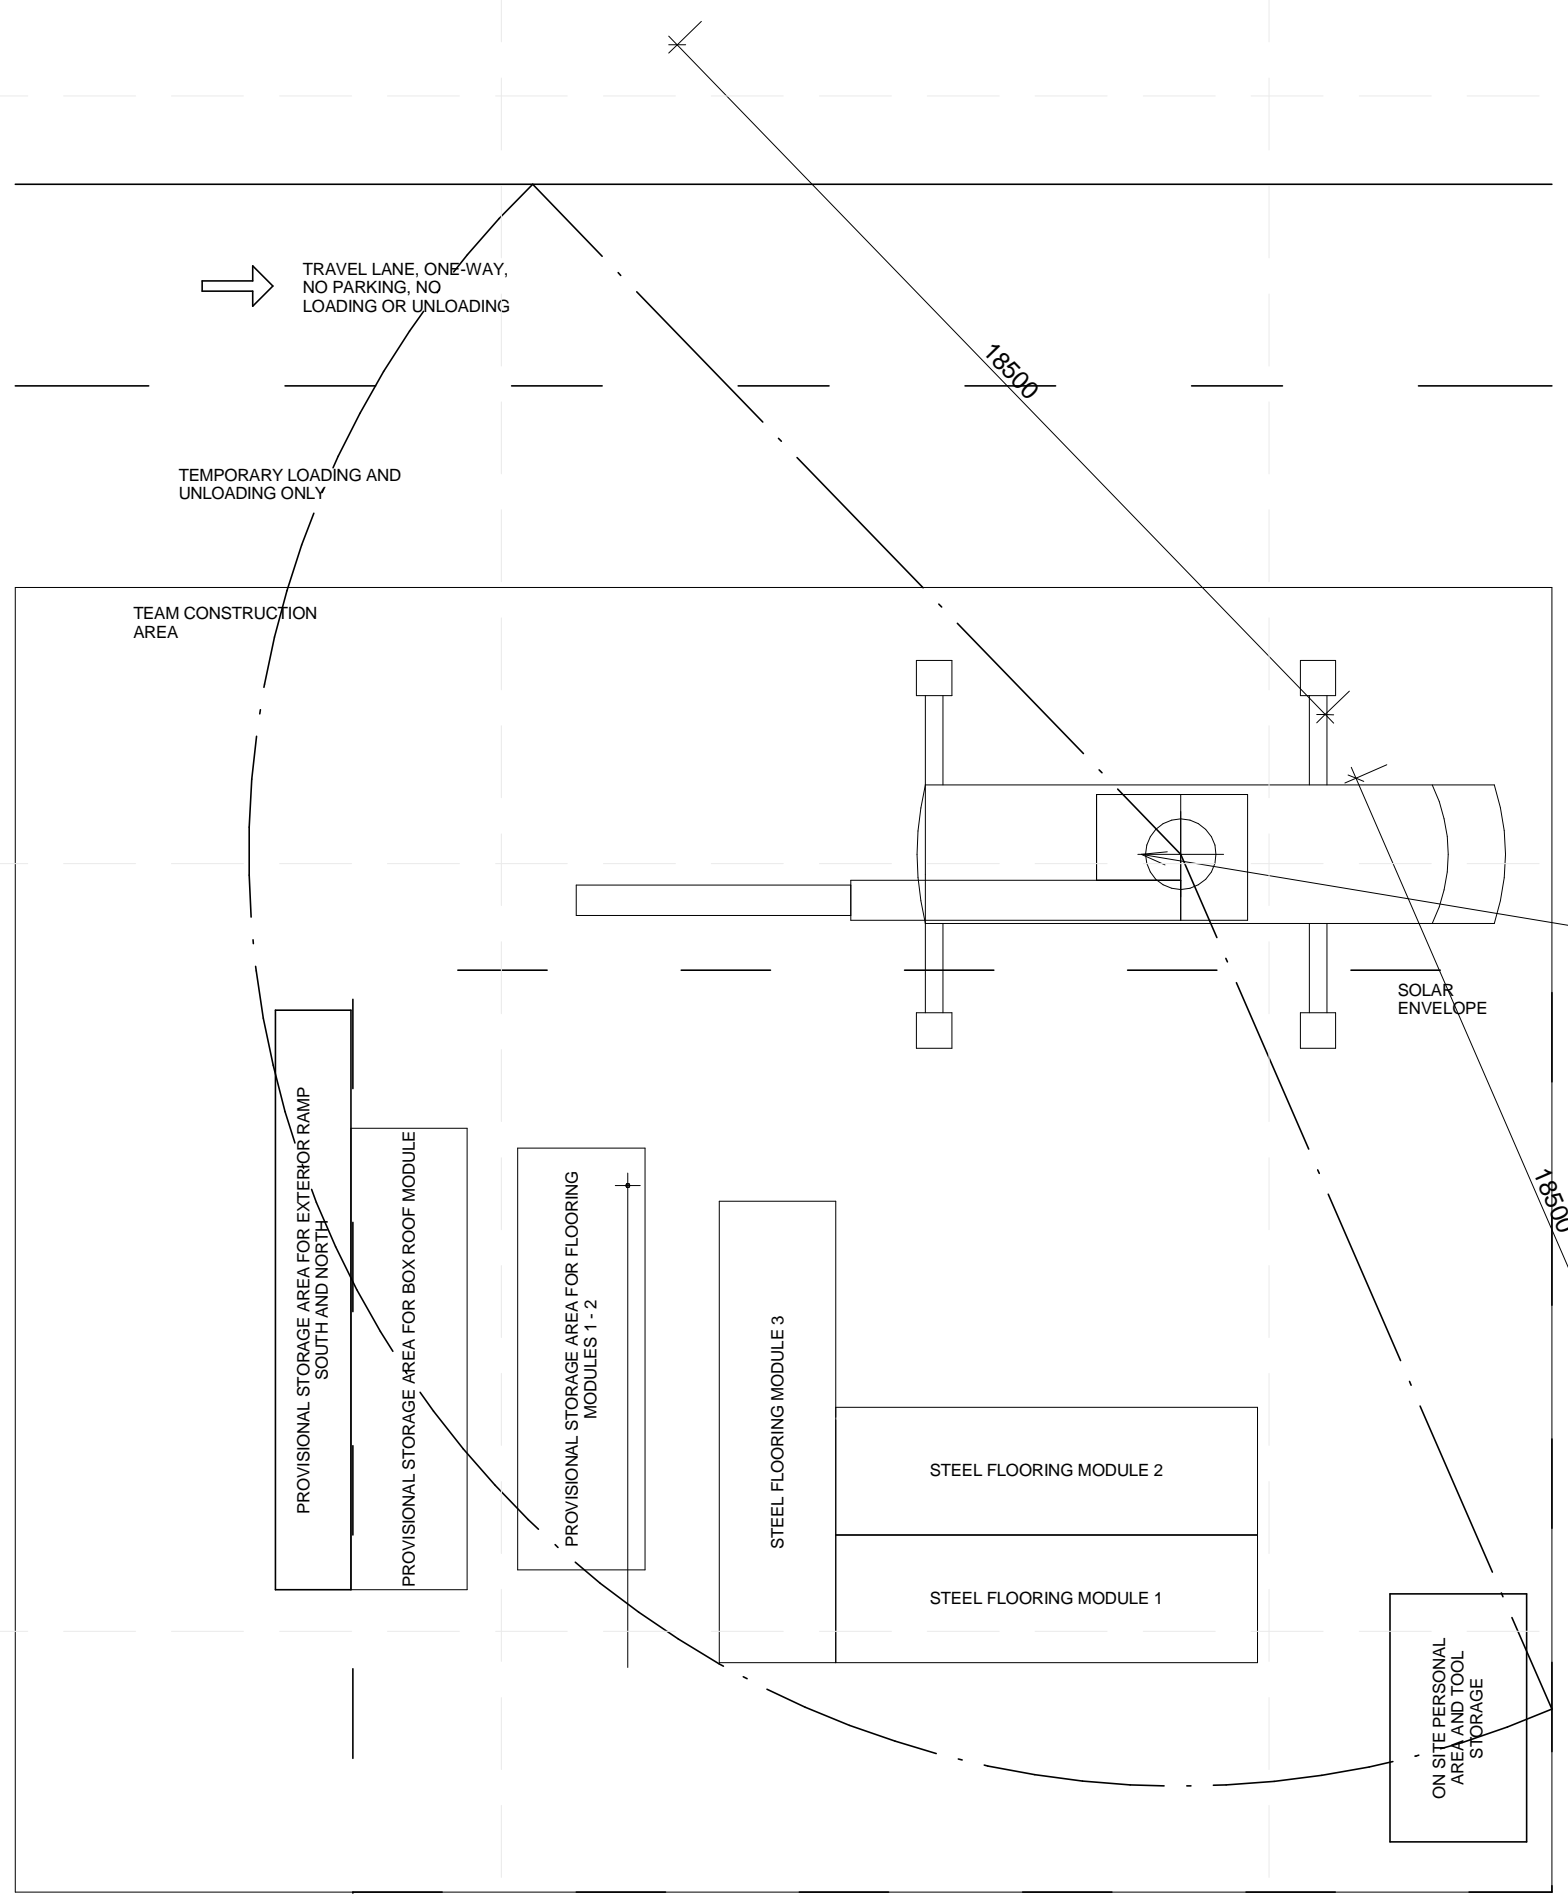 TRAVEL LANE, ONE-WAY,
NO PARKING, NO
LOADING OR UNLOADING
18500
TEMPORARY LOADING AND
UNLOADING ONLY
TEAM CONSTRUCTION
AREA
SOLAR
ENVELOPE
18500
PROVISIONAL STORAGE AREA FOR EXTERIOR RAMP
SOUTH AND NORTH
PROVISIONAL STORAGE AREA FOR BOX ROOF MODULE
PROVISIONAL STORAGE AREA FOR FLOORING
MODULES 1 - 2
STEEL FLOORING MODULE 3
STEEL FLOORING MODULE 2
STEEL FLOORING MODULE 1
ON SITE PERSONAL
AREA AND TOOL
STORAGE